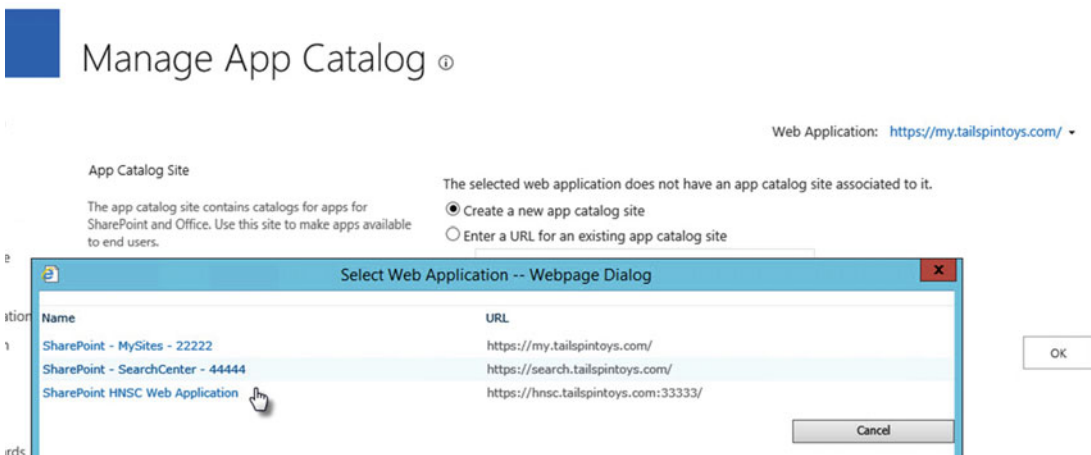 Manage App Catalog
Web Application: https://my.tailspintoys.com/
App Catalog Site
The selected web application does not have an app catalog site associated to it.
The app catalog site contains catalogs for apps for
SharePoint and Office. Use this site to make apps available
to end users.
Create a new app catalog site
Enter a URL for an existing app catalog site
Select Web Application -- Webpage Dialog
x
Name URL
SharePoint - MySites - 22222 https://my.tailspintoys.com/
SharePoint - SearchCenter - 44444 https://search.tailspintoys.com/
SharePoint HNSC Web Application https://hnsc.tailspintoys.com:33333/
OK
Cancel